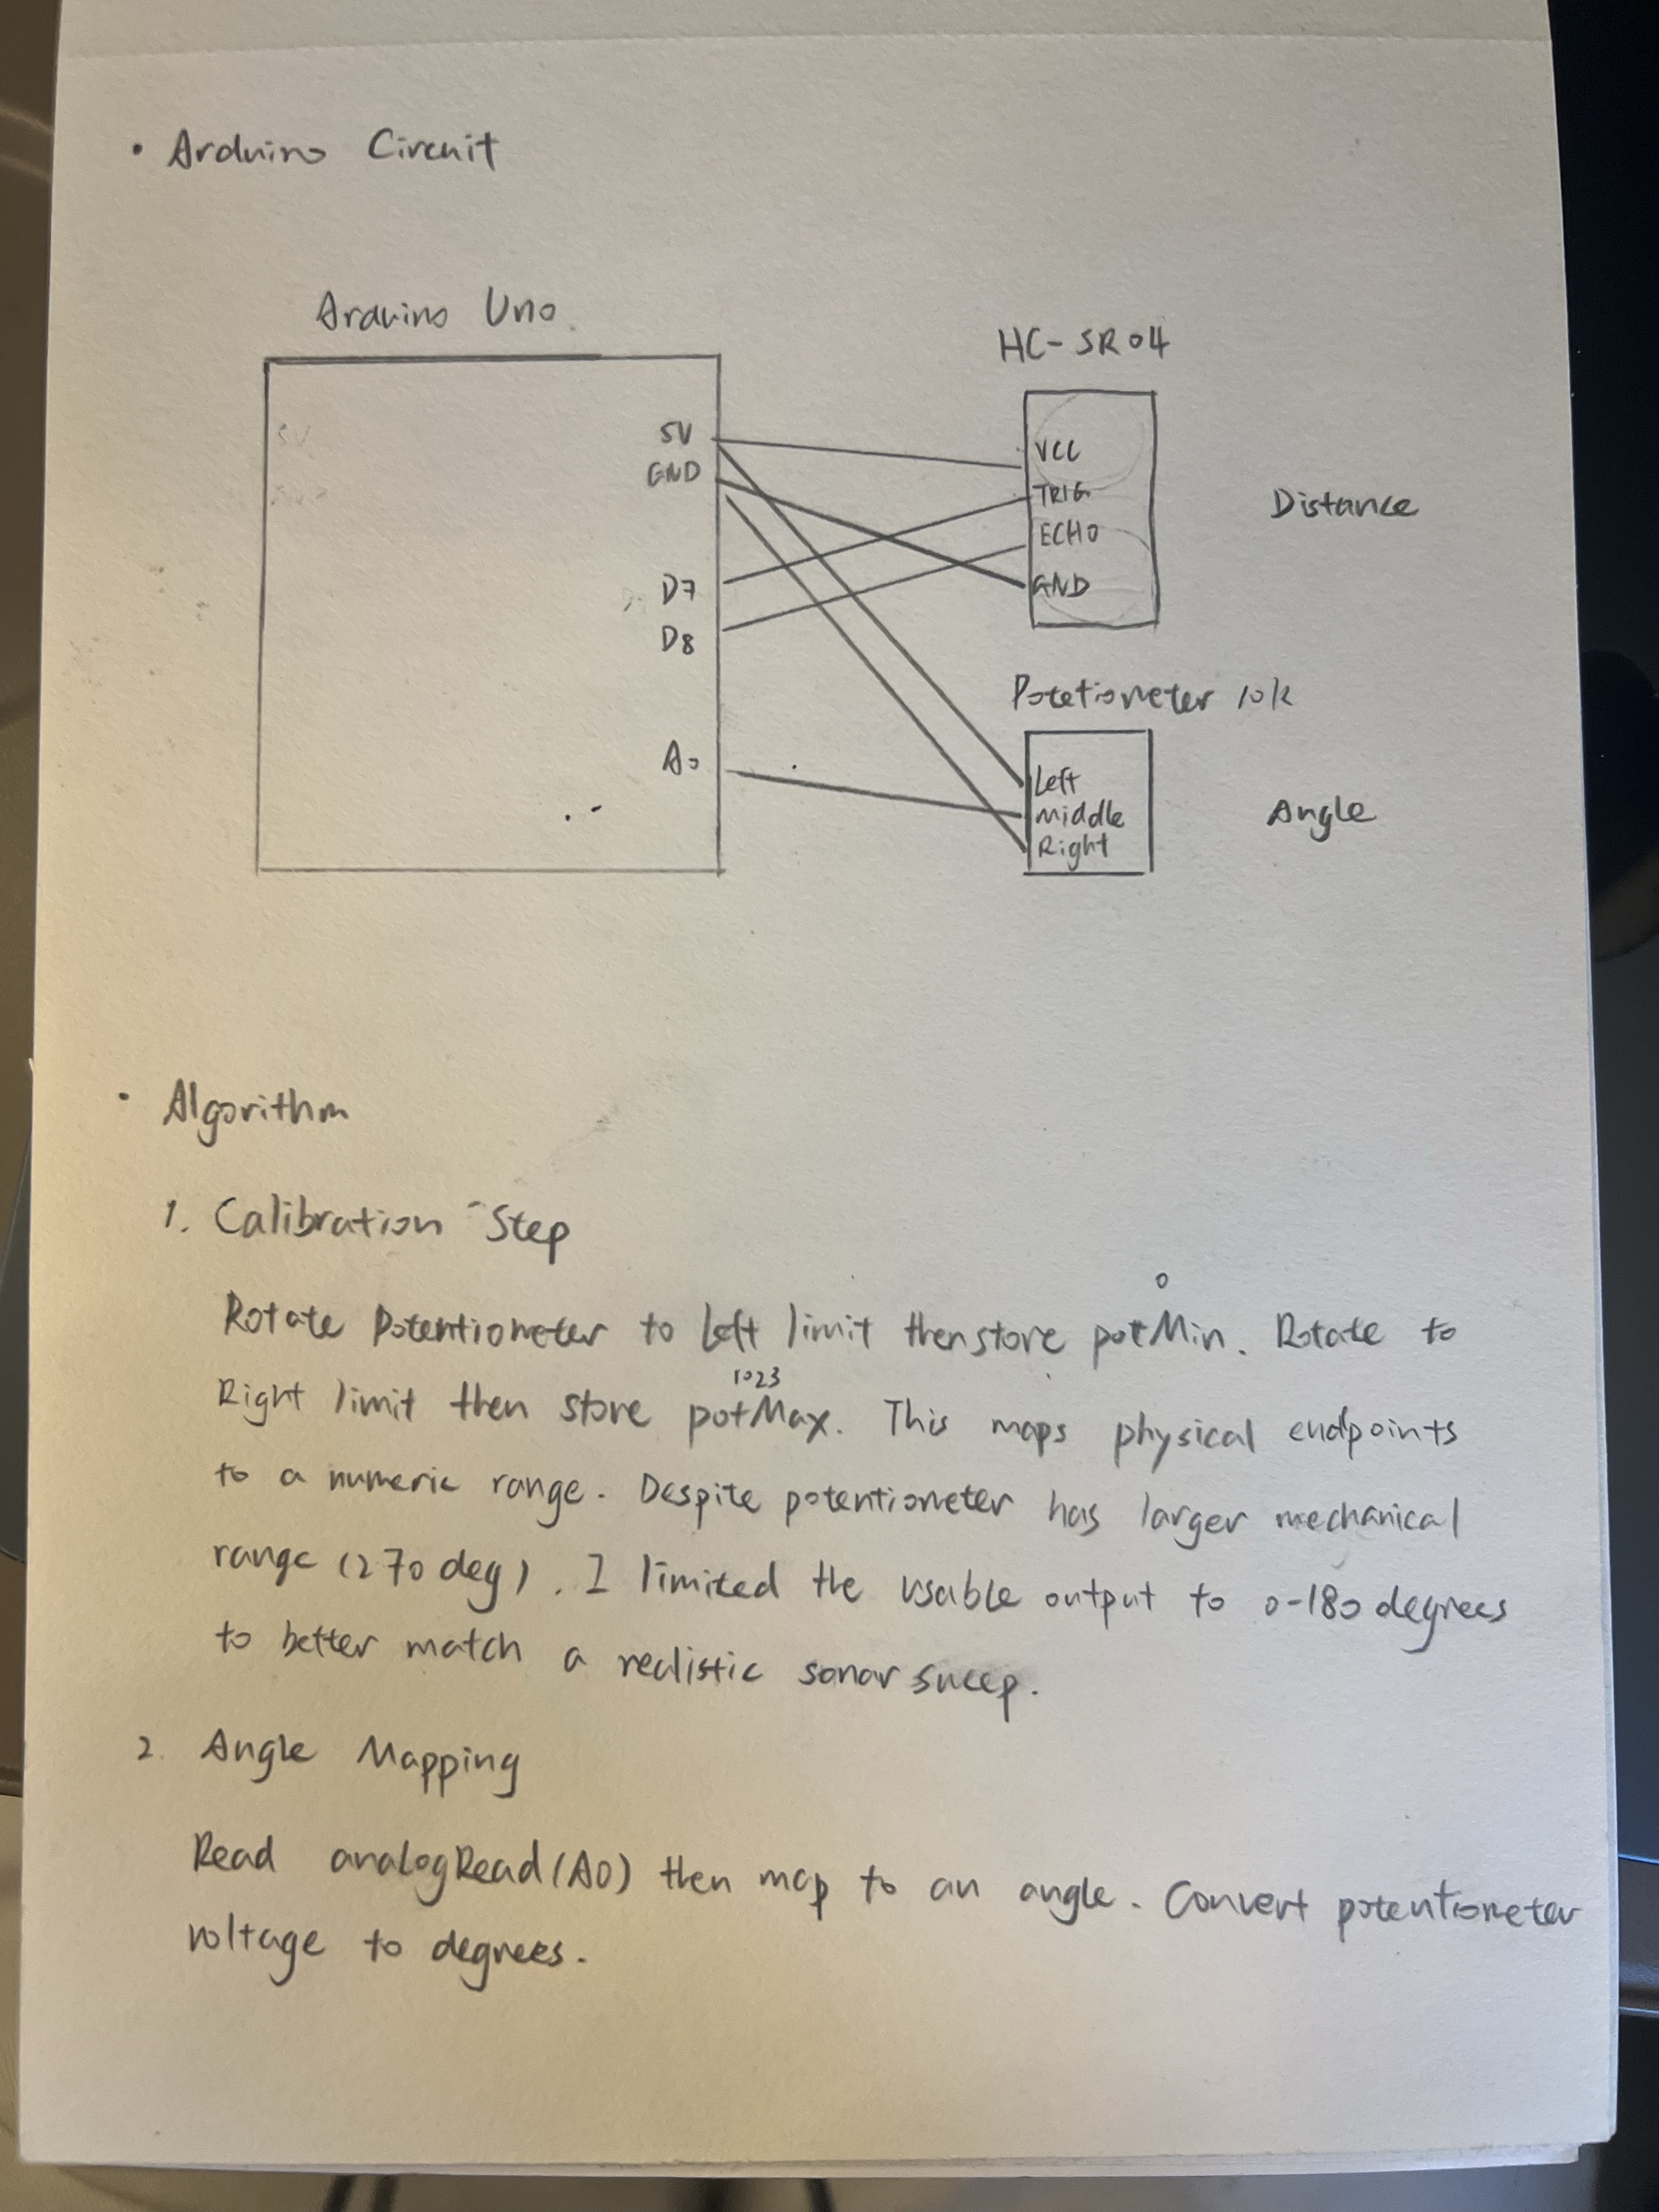 • Arduino Circuit
Arduino Uno
HC-SR04
5V
GND
D7
D8
A0
VCC
TRIG
ECHO
GND
Distance
Potetiometer 10k
Left
Middle
Right
Angle
• Algorithm
1. Calibration Step
0
Rotate Potentiometer to Left limit then store potMin. Rotate to
1023
Right limit then store potMax. This maps physical endpoints
to a numeric range. Despite potentiometer has larger mechanical
range (270 deg), I limited the usable output to 0-180 degrees
to better match a realistic sonar sweep.
2. Angle Mapping
Read analogRead(A0) then map to an angle. Convert potentiometer
voltage to degrees.